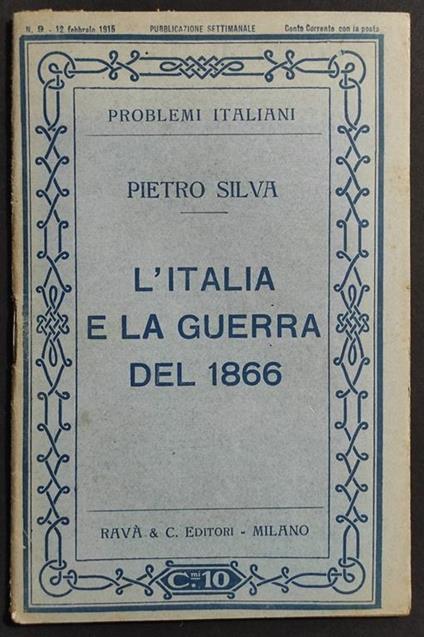 N. 9 - 12 febbraio 1915 PUBBLICAZIONE SETTIMANALE Conto Corrente con la posta
PROBLEMI ITALIANI
PIETRO SILVA
L'ITALIA
E LA GUERRA
DEL 1866
RAVÀ & C. EDITORI - MILANO
Cmi. 10